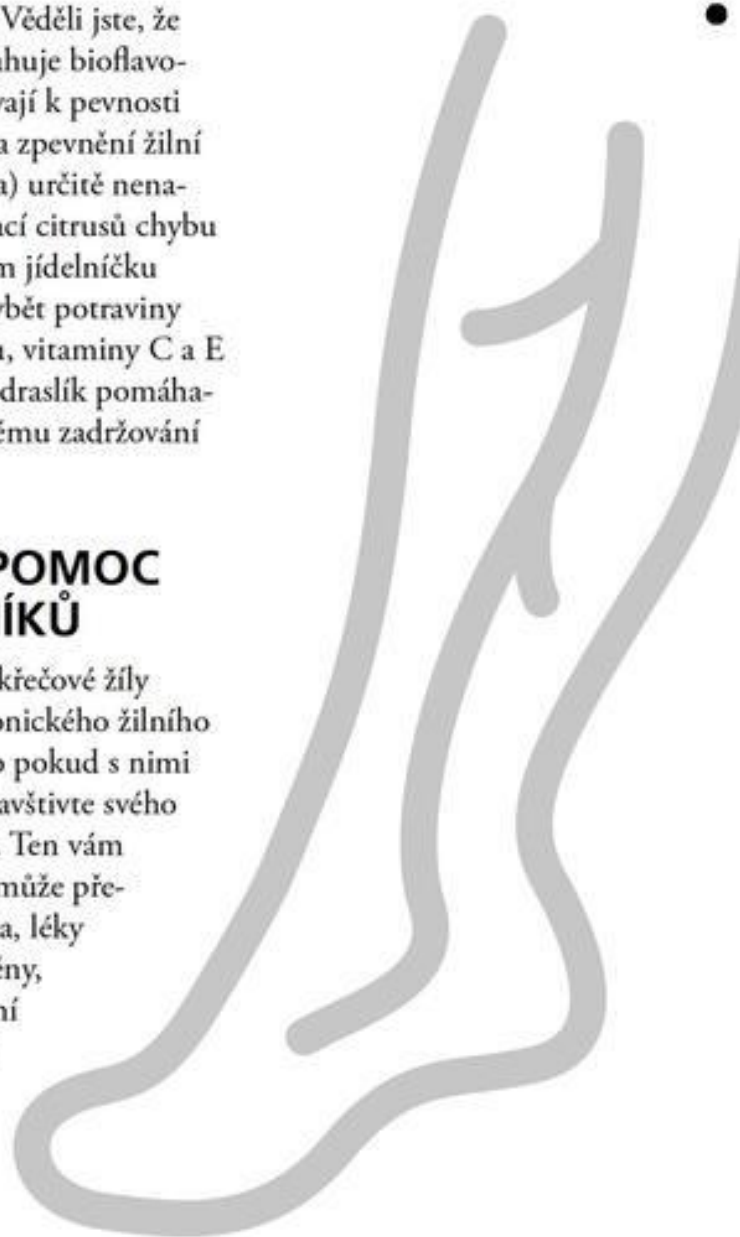 Věděli jste, že
ahuje bioflavo-
vají k pevnosti
a zpevnění žilní
a) určitě nena-
ací citrusů chybu
m jídelníčku
ybět potraviny
u, vitaminy C a E
draslík pomáha-
ému zadržování
POMOC
ÍKŮ
křečové žíly
onického žilního
o pokud s nimi
avštivte svého
Ten vám
může pře-
a, léky
ěny,
ní